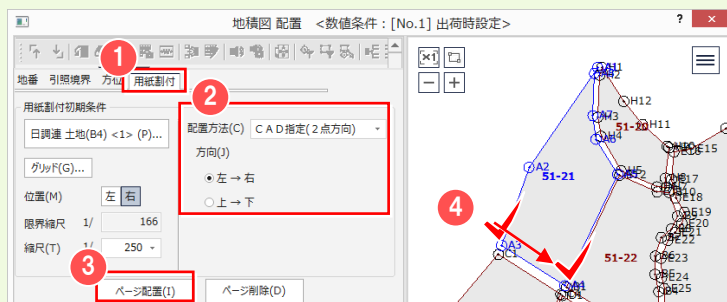 地積図 配置 <数値条件 : [No.1] 出荷時設定>
? ×
1
地番 引照境界 方位 用紙割付
2
用紙割付初期条件
日調連 土地(B4) <1> (P)...
グリッド(G)...
位置(M) 左 右
限界縮尺 1/ 166
縮尺(T) 1/ 250
配置方法(C) CAD指定(2点方向)
方向(J)
左 → 右
上 → 下
3
ページ配置(I) ページ削除(D)
×1
H12
H11
H4
E15
A2
51-21
51-20
E17
E18
E19
E20
E22
E23
E24
E25
4
A3
C1
51-22